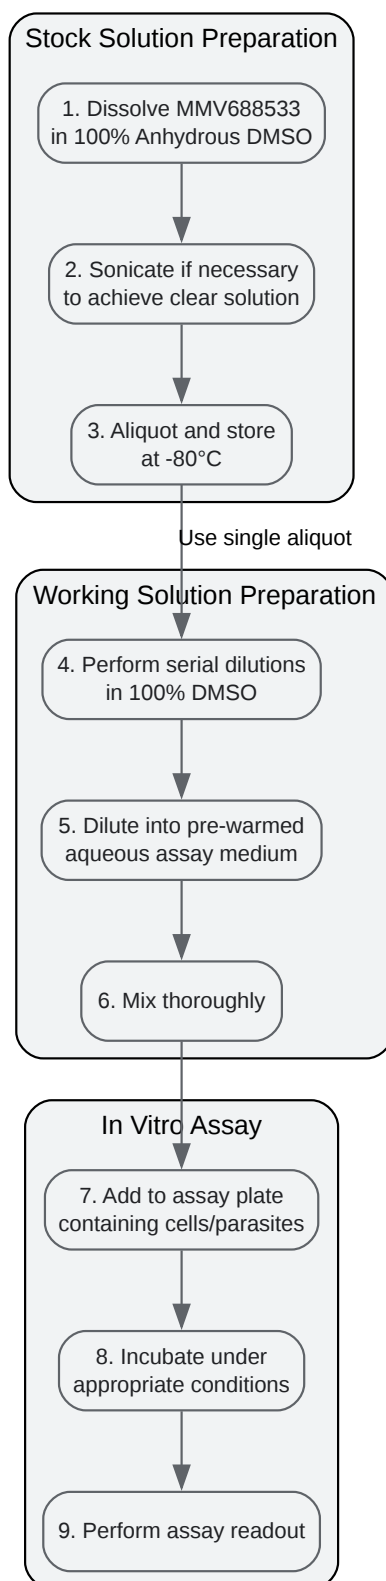 Stock Solution Preparation
1. Dissolve MMV688533
in 100% Anhydrous DMSO
2. Sonicate if necessary
to achieve clear solution
3. Aliquot and store
at -80°C
Use single aliquot
Working Solution Preparation
4. Perform serial dilutions
in 100% DMSO
5. Dilute into pre-warmed
aqueous assay medium
6. Mix thoroughly
In Vitro Assay
7. Add to assay plate
containing cells/parasites
8. Incubate under
appropriate conditions
9. Perform assay readout